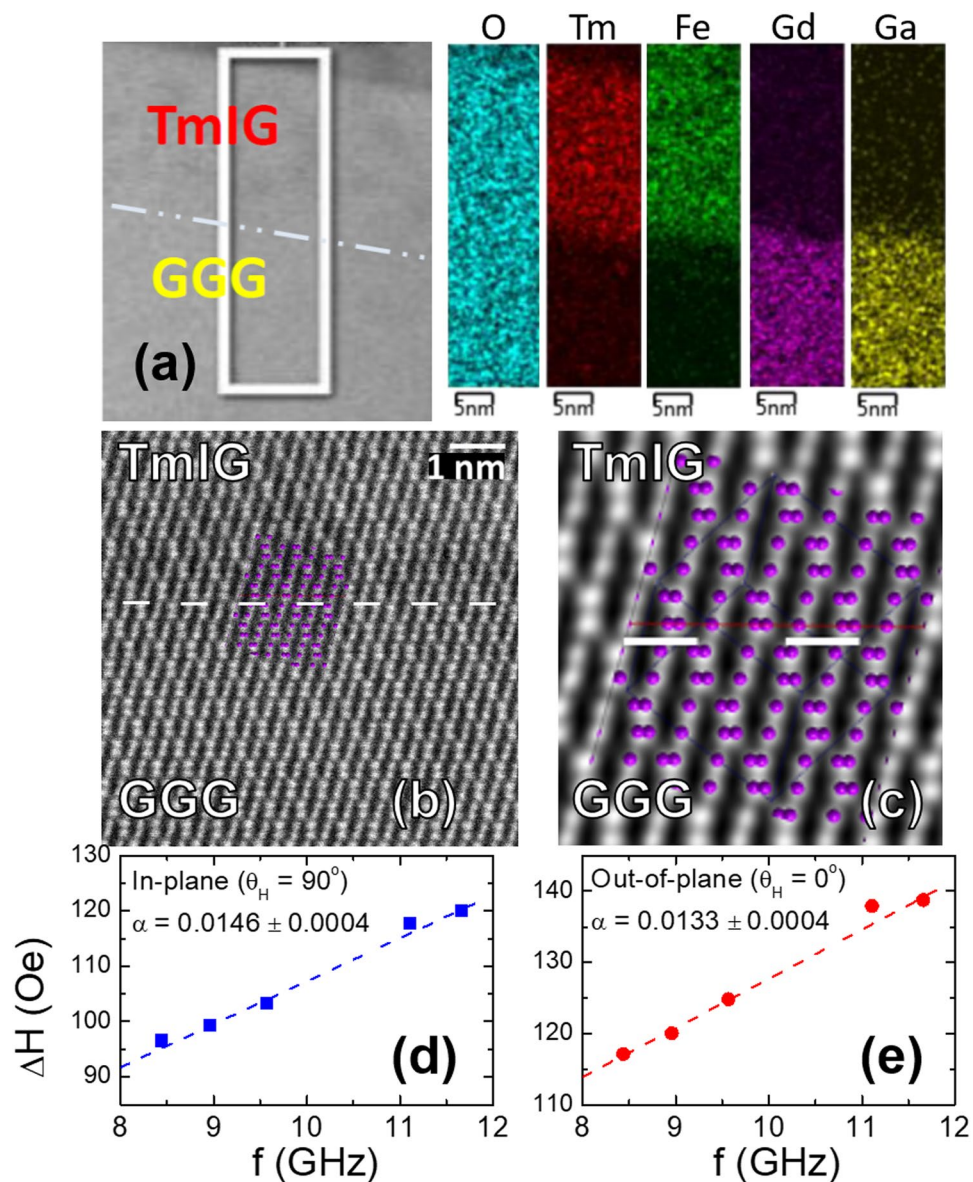 O Tm Fe Gd Ga
TmIG
GGG
(a)
5nm 5nm 5nm 5nm 5nm
TmIG
1 nm
GGG
(b)
TmIG
GGG
(c)
130
120
110
100
90
ΔH (Oe)
In-plane (θH = 90°)
α = 0.0146 ± 0.0004
(d)
8 9 10 11 12
f (GHz)
140
130
120
110
Out-of-plane (θH = 0°)
α = 0.0133 ± 0.0004
(e)
8 9 10 11 12
f (GHz)